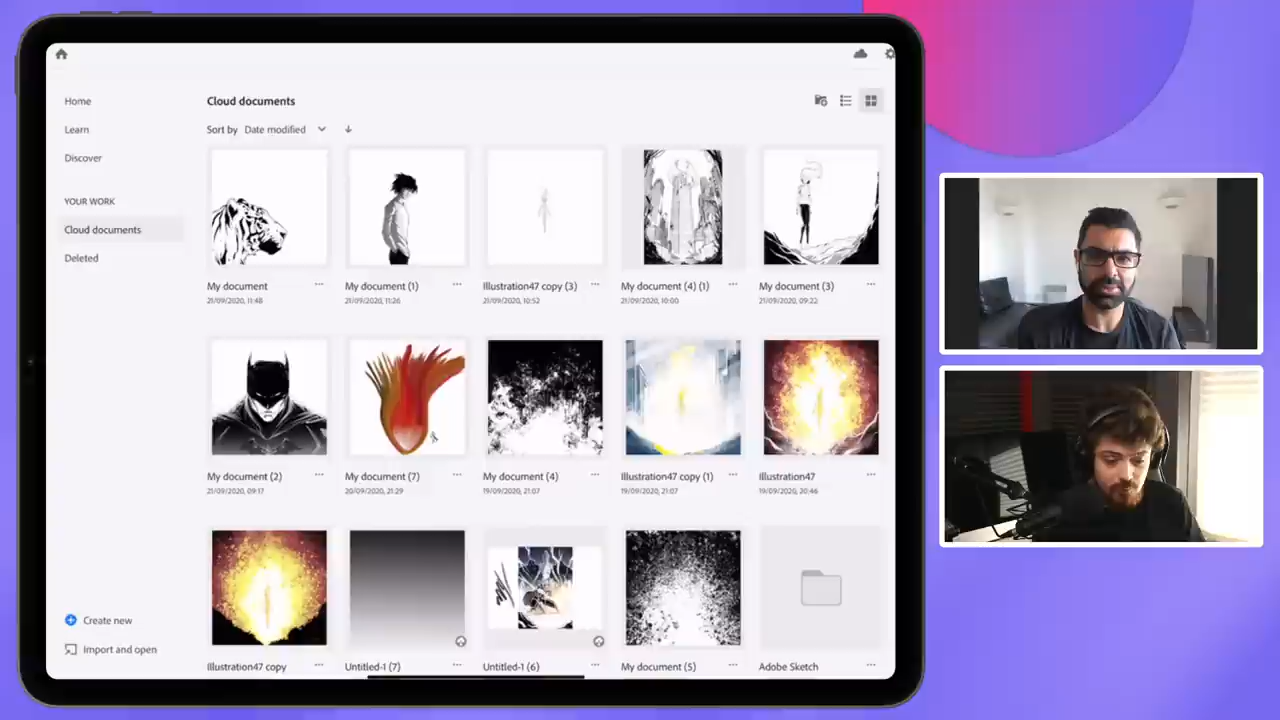 Home
Learn
Discover
YOUR WORK
Cloud documents
Deleted
Create new
Import and open
Cloud documents
Sort by Date modified
My document
21/09/2020, 11:48
My document (1)
21/09/2020, 11:26
Illustration47 copy (3)
21/09/2020, 10:52
My document (4) (1)
21/09/2020, 10:00
My document (3)
21/09/2020, 09:22
My document (2)
21/09/2020, 09:17
My document (7)
20/09/2020, 21:29
My document (4)
19/09/2020, 21:07
Illustration47 copy (1)
19/09/2020, 21:07
Illustration47
19/09/2020, 20:46
Illustration47 copy
Untitled-1 (7)
Untitled-1 (6)
My document (5)
Adobe Sketch